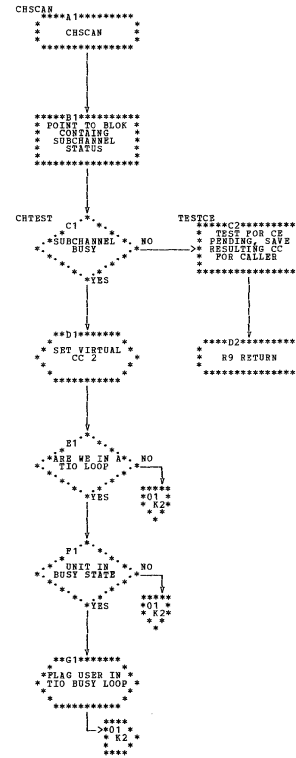 CHSCAN
A1
CHSCAN
B1
POINT TO BLOK
CONTAING
SUBCHANNEL
STATUS
CHTEST
C1
SUBCHANNEL
BUSY
NO
YES
TESTCE
C2
TEST FOR CE
PENDING, SAVE
RESULTING CC
FOR CALLER
D1
SET VIRTUAL
CC 2
D2
R9 RETURN
E1
ARE WE IN A
TIO LOOP
NO
YES
01
K2
F1
UNIT IN
BUSY STATE
NO
YES
01
K2
G1
FLAG USER IN
TIO BUSY LOOP
01
K2